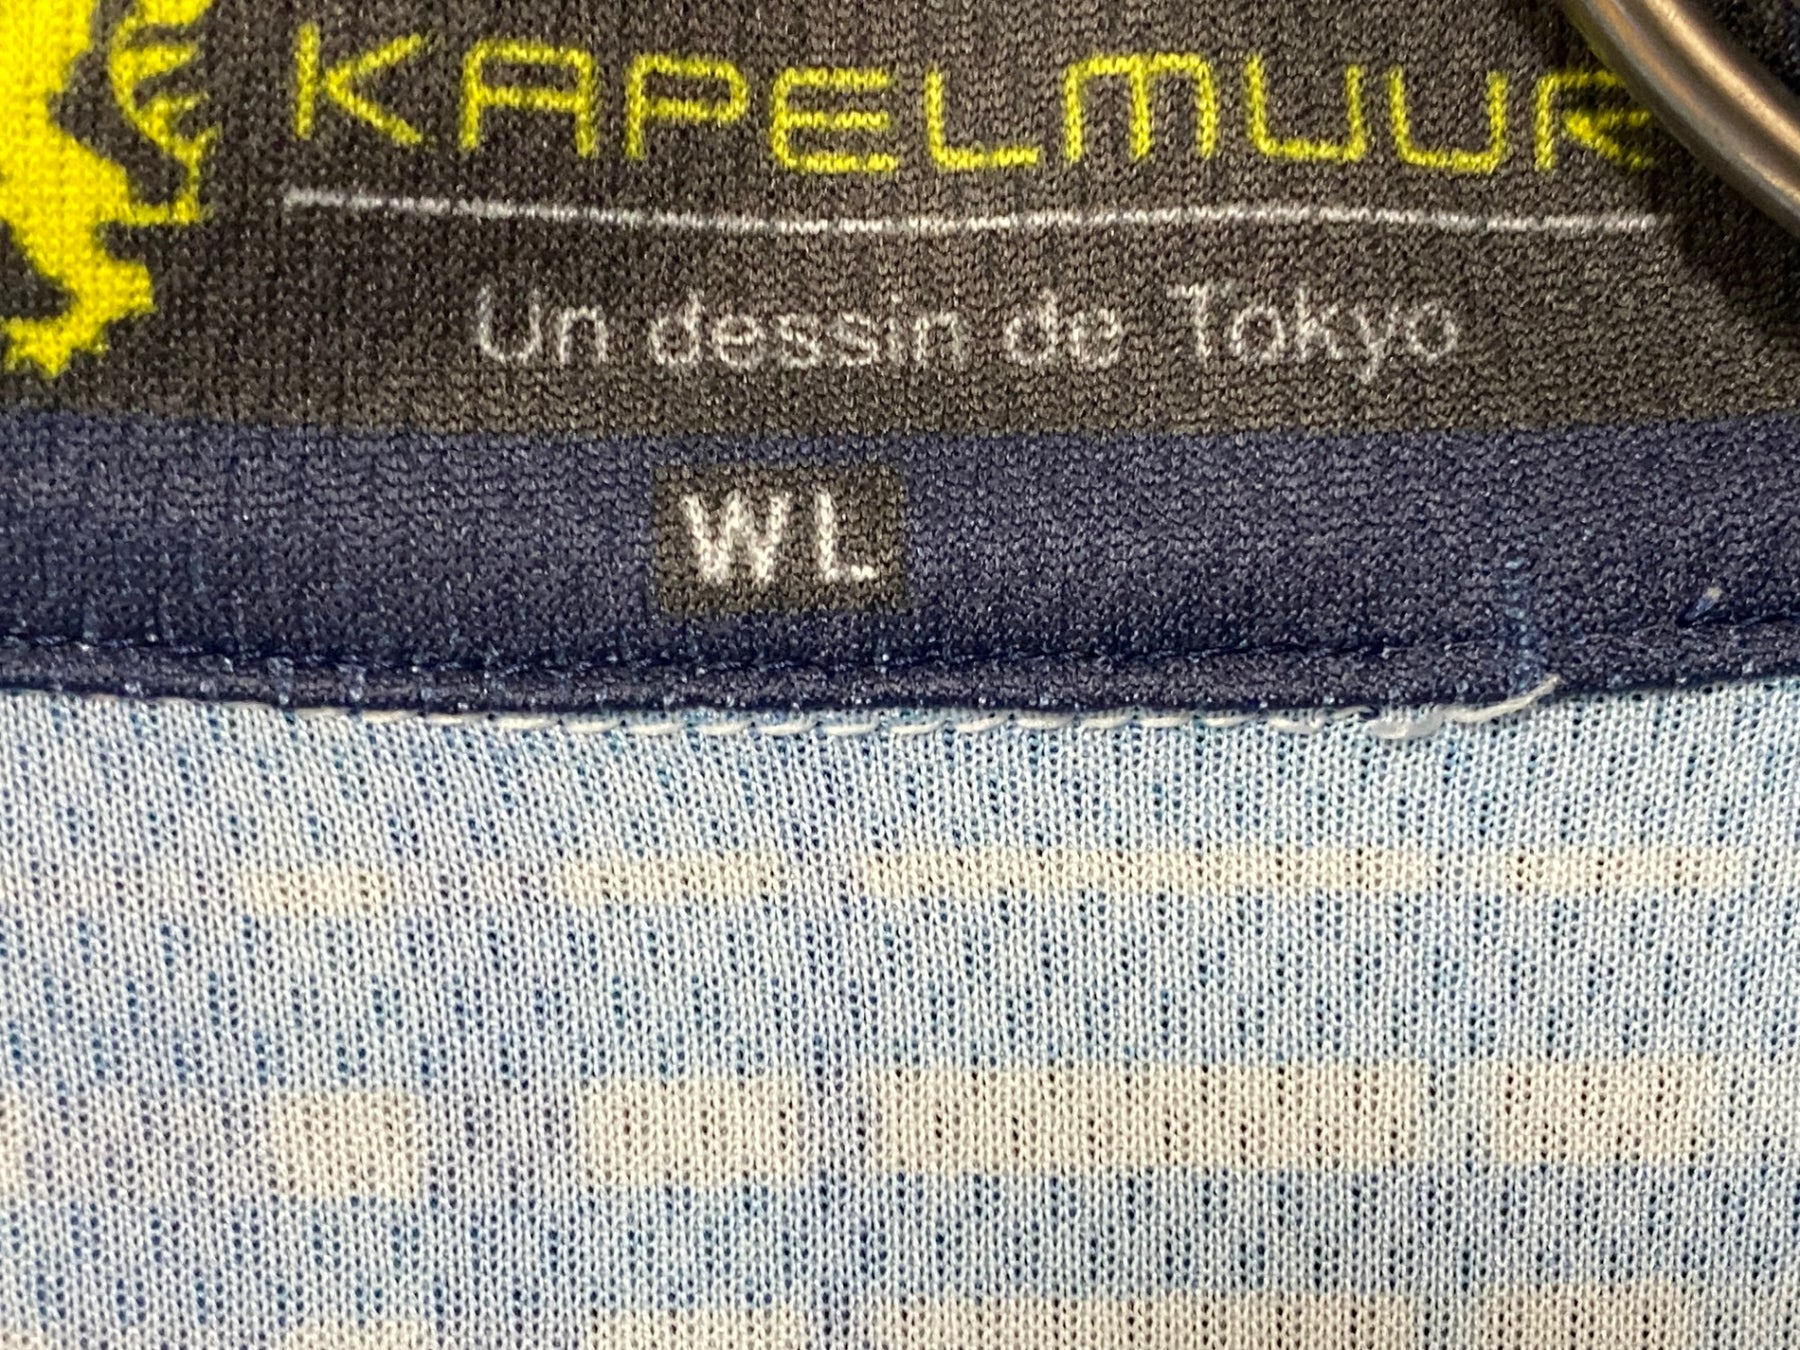 KAPELMUUR
Un dessin de Tokyo
WL